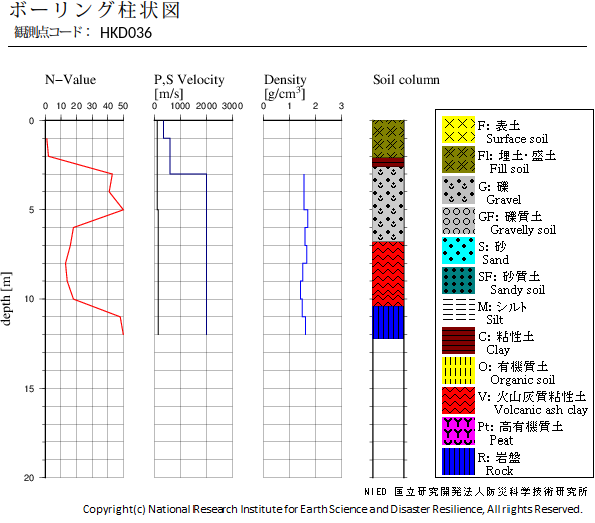 ボーリング柱状図
観測点コード： HKD036
N−Value P,S Velocity Density Soil column
[m/s] [g/cm³]
0 10 20 30 40 50 0 1000 2000 3000 0 1 2 3
0
5
10
15
20
depth [m]
F: 表土
Surface soil
Fl: 埋土・盛土
Fill soil
G: 礫
Gravel
GF: 礫質土
Gravelly soil
S: 砂
Sand
SF: 砂質土
Sandy soil
M: シルト
Silt
C: 粘性土
Clay
O: 有機質土
Organic soil
V: 火山灰質粘性土
Volcanic ash clay
Pt: 高有機質土
Peat
R: 岩盤
Rock
NIED 国立研究開発法人防災科学技術研究所
Copyright(c) National Research Institute for Earth Science and Disaster Resilience, All rights Reserved.